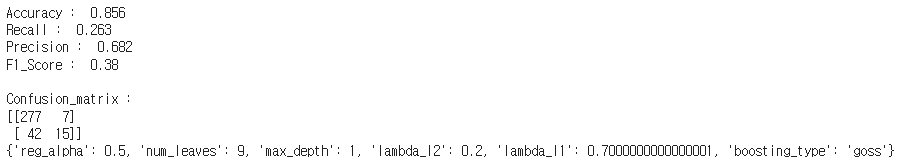 Accuracy :  0.856
Recall :  0.263
Precision :  0.682
F1_Score :  0.38
Confusion_matrix :
[[277   7]
 [ 42  15]]
{'reg_alpha': 0.5, 'num_leaves': 9, 'max_depth': 1, 'lambda_l2': 0.2, 'lambda_l1': 0.7000000000000001, 'boosting_type': 'goss'}